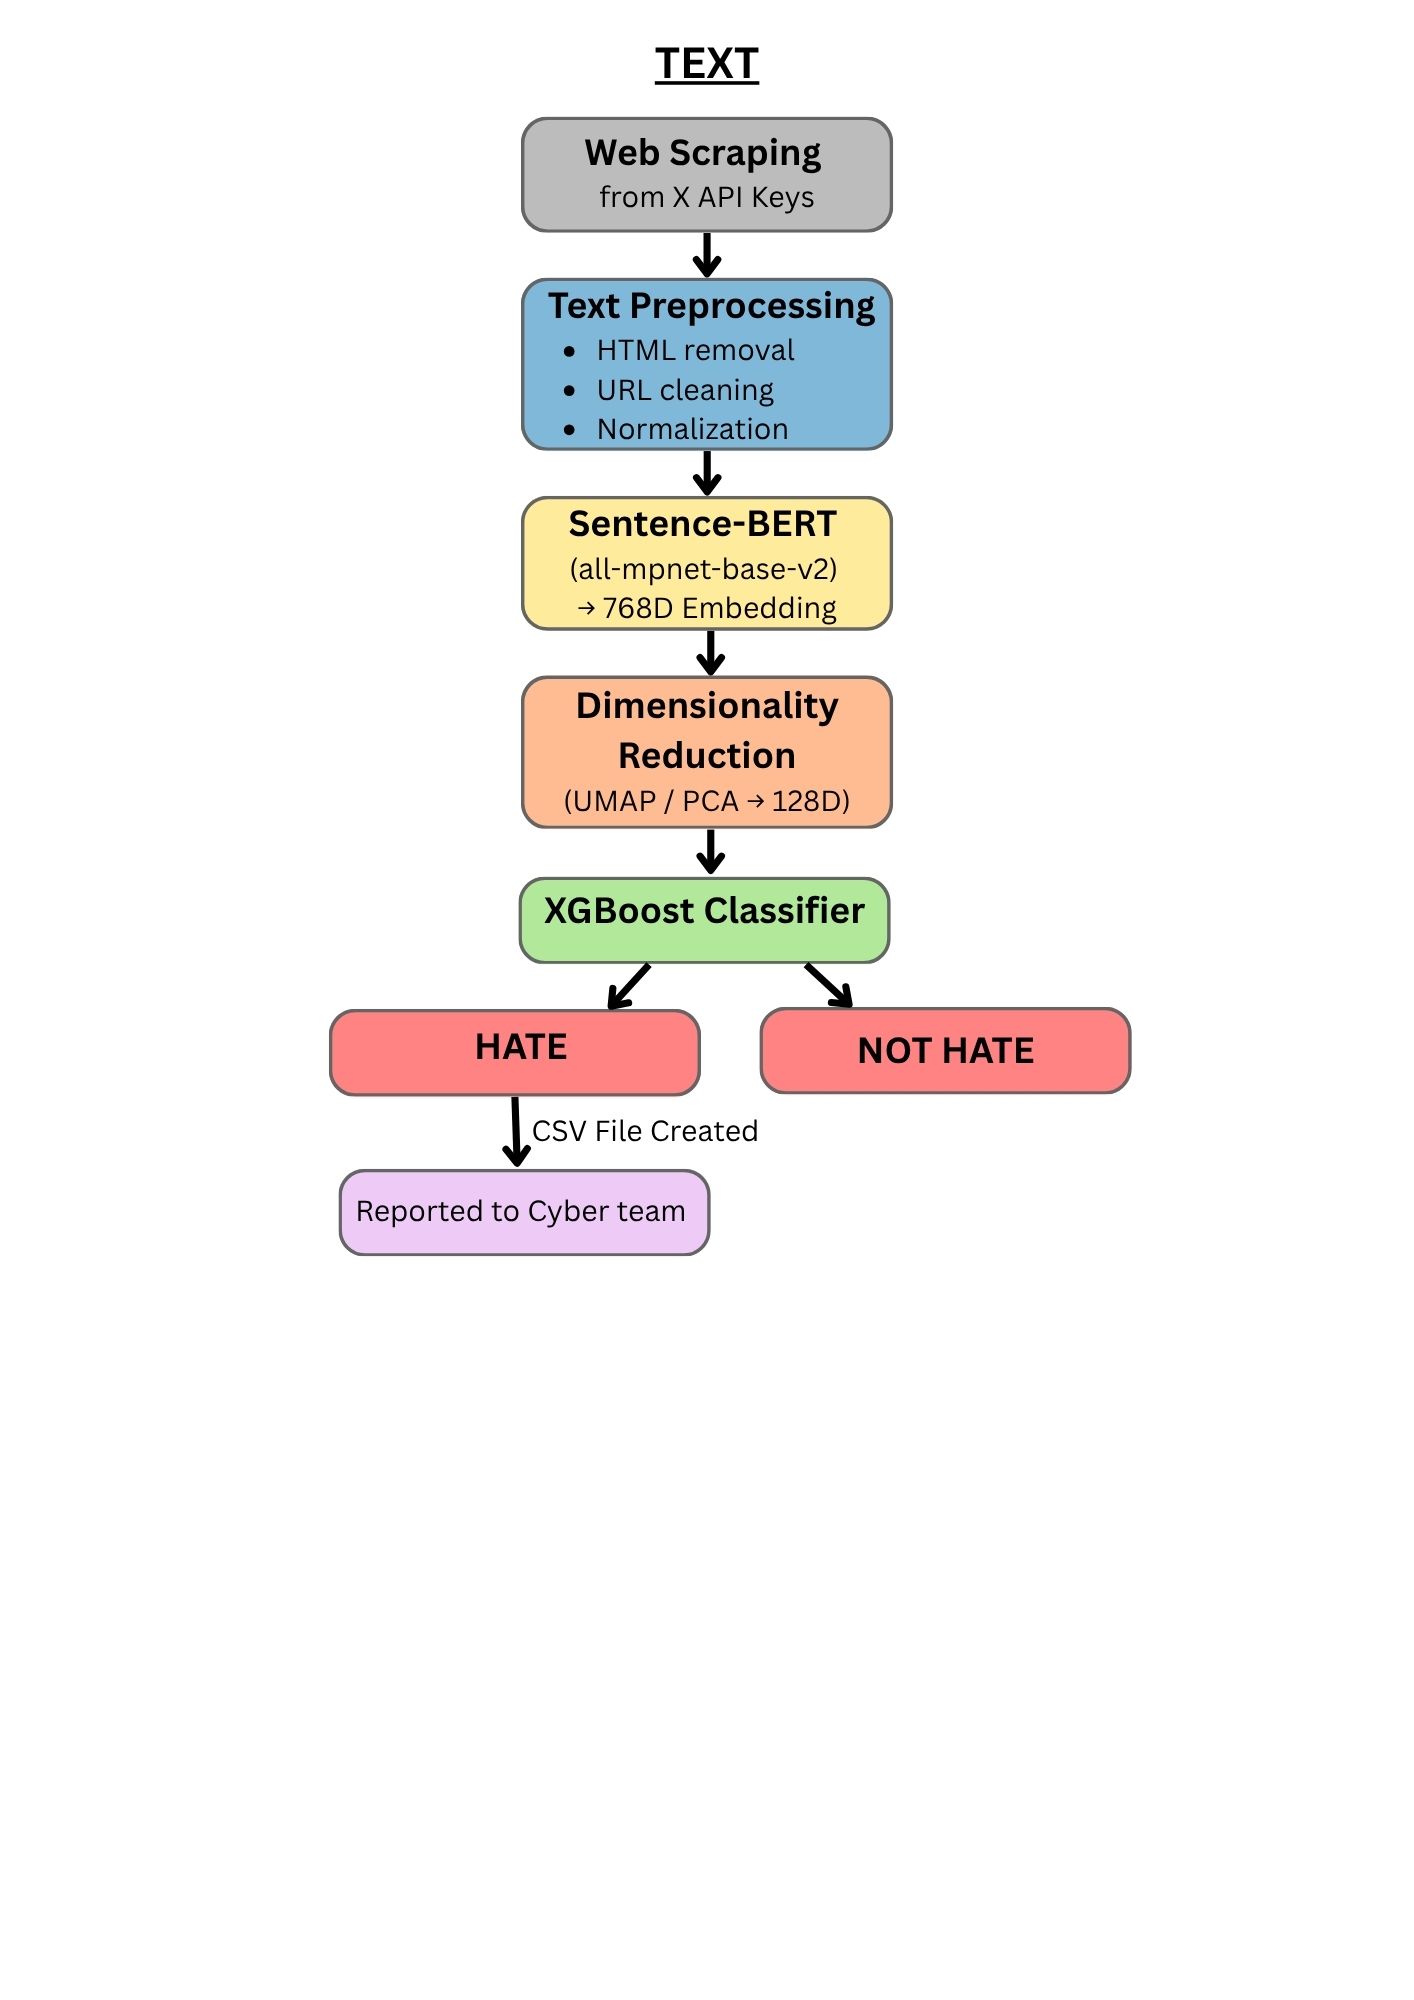 TEXT
Web Scraping
from X API Keys
Text Preprocessing
• HTML removal
• URL cleaning
• Normalization
Sentence-BERT
(all-mpnet-base-v2)
→ 768D Embedding
Dimensionality
Reduction
(UMAP / PCA → 128D)
XGBoost Classifier
HATE
NOT HATE
CSV File Created
Reported to Cyber team